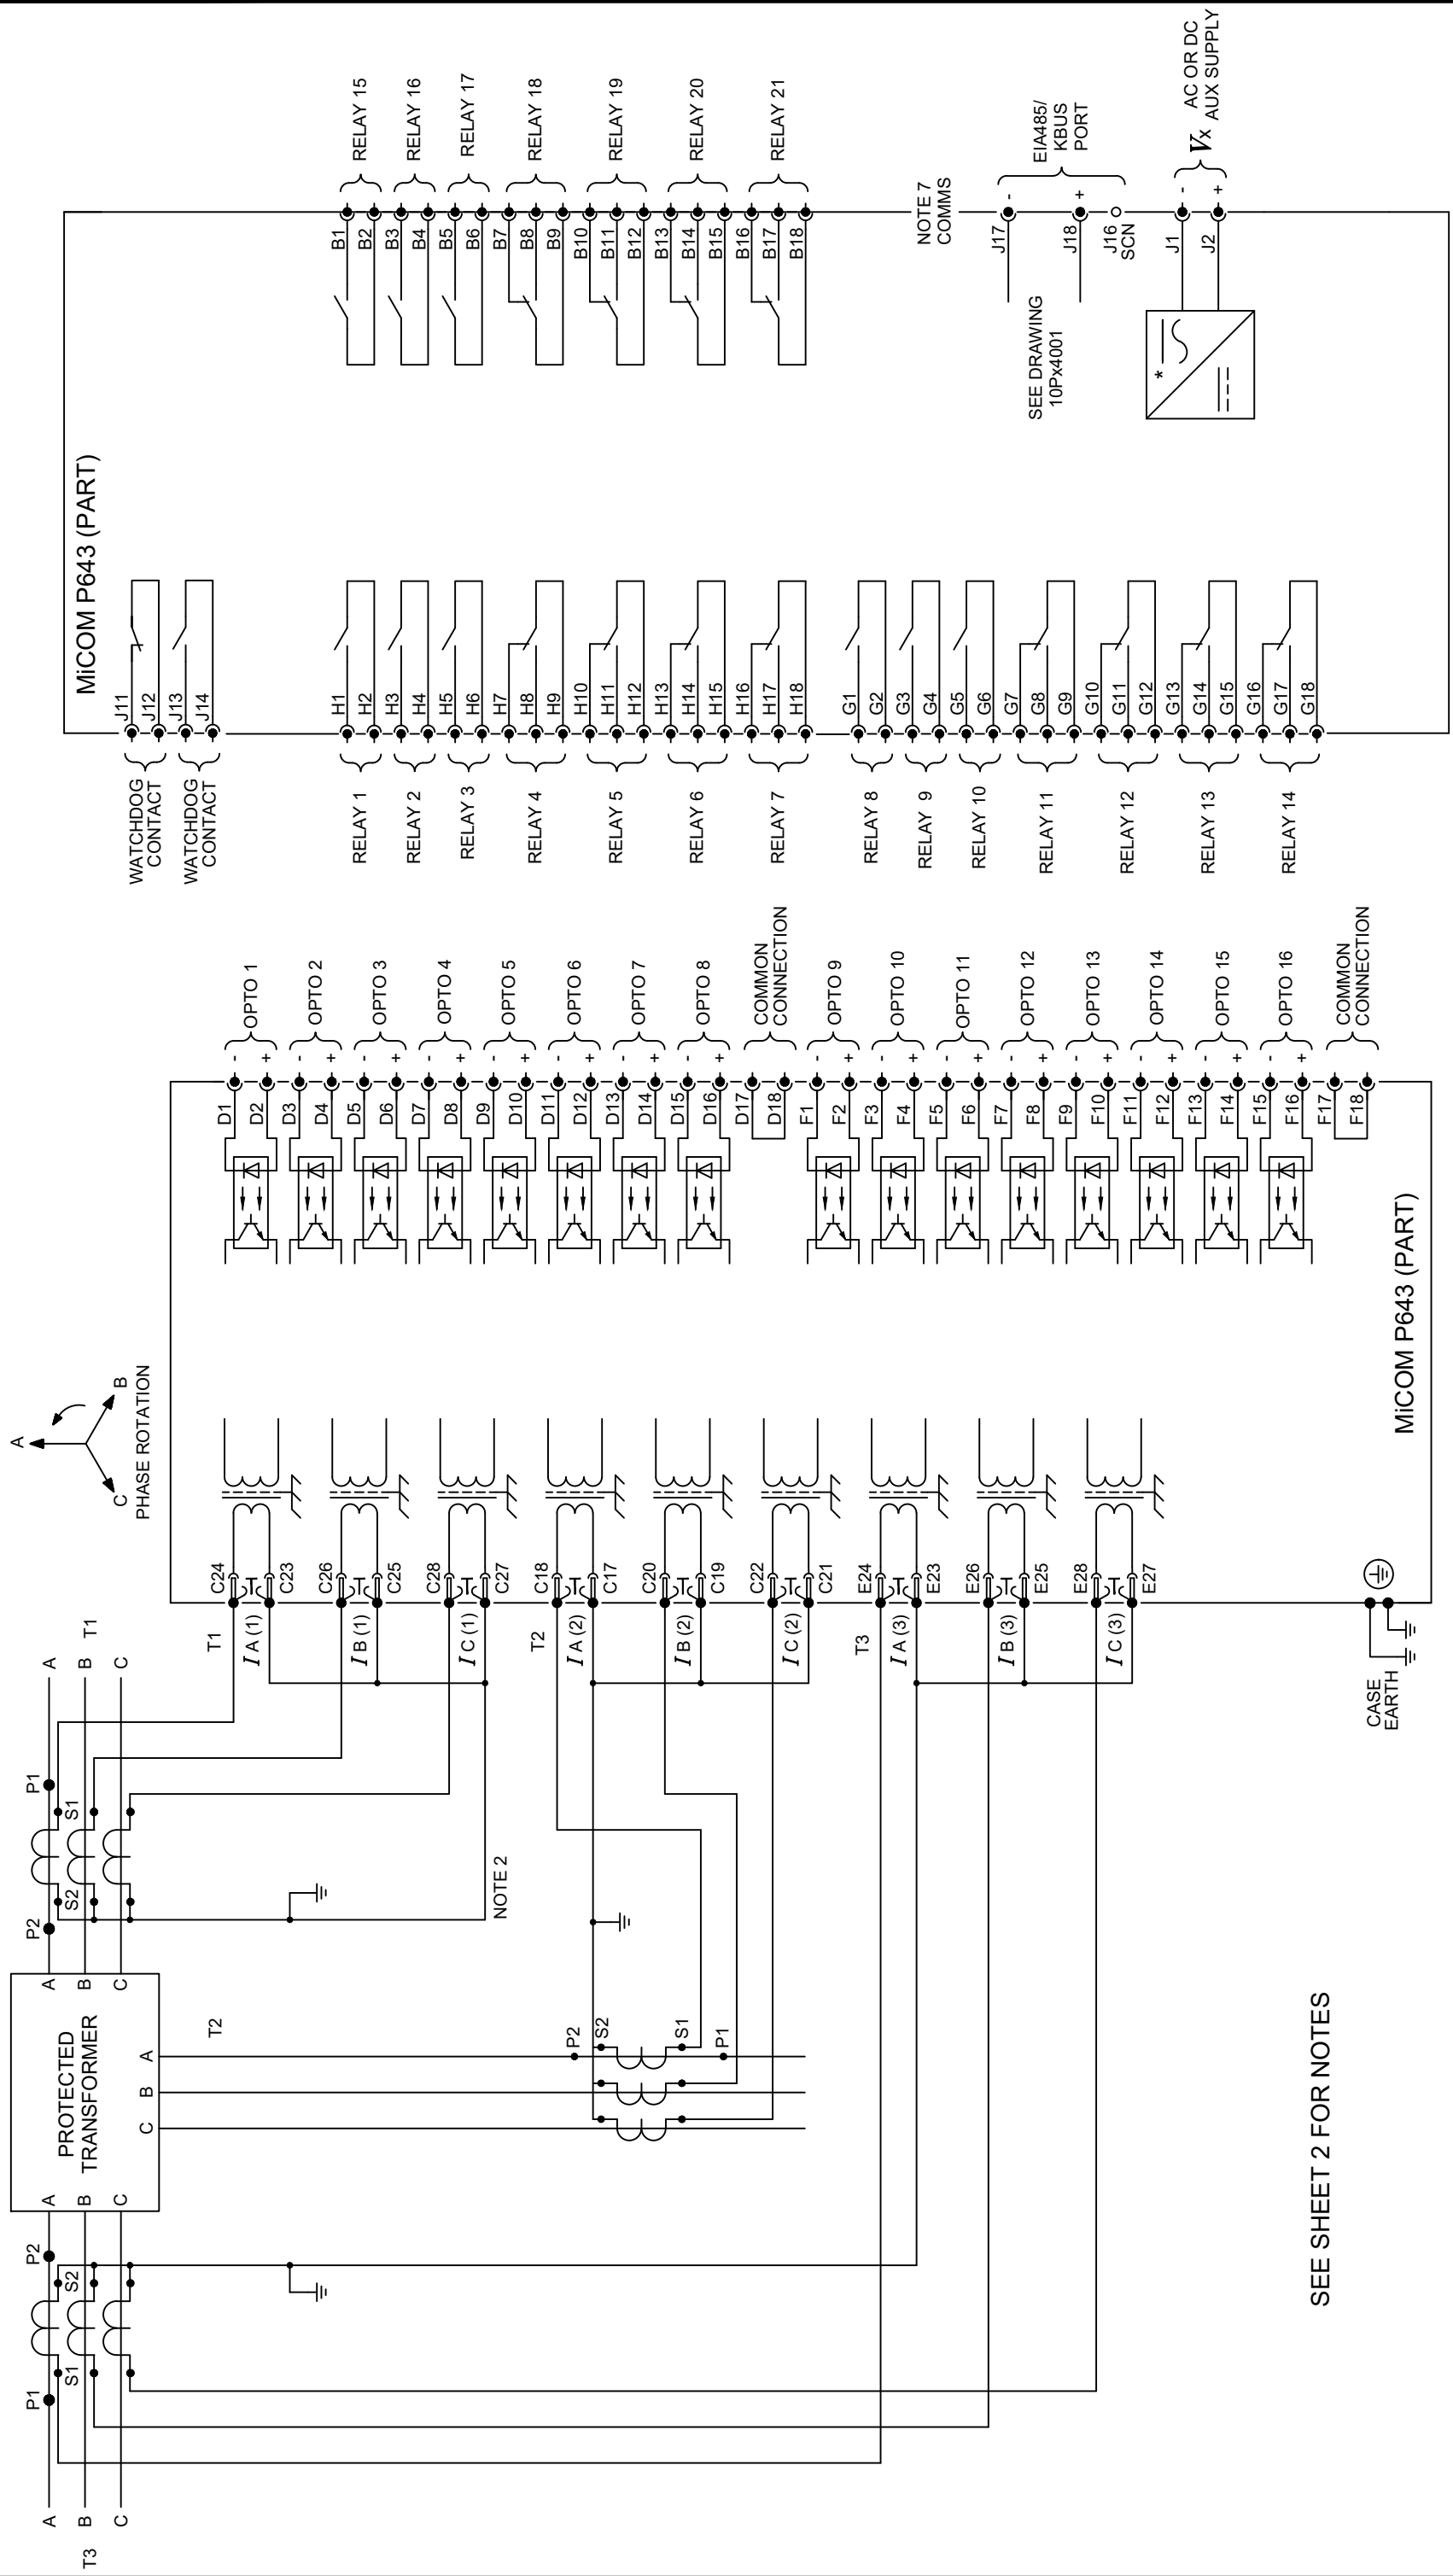 MiCOM P643 (PART)
J11
J12
J13
J14
WATCHDOG
CONTACT
WATCHDOG
CONTACT
H1
H2
H3
H4
H5
H6
H7
H8
H9
H10
H11
H12
H13
H14
H15
H16
H17
H18
RELAY 1
RELAY 2
RELAY 3
RELAY 4
RELAY 5
RELAY 6
RELAY 7
G1
G2
G3
G4
G5
G6
G7
G8
G9
G10
G11
G12
G13
G14
G15
G16
G17
G18
RELAY 8
RELAY 9
RELAY 10
RELAY 11
RELAY 12
RELAY 13
RELAY 14
B1
B2
B3
B4
B5
B6
B7
B8
B9
B10
B11
B12
B13
B14
B15
B16
B17
B18
RELAY 15
RELAY 16
RELAY 17
RELAY 18
RELAY 19
RELAY 20
RELAY 21
NOTE 7
COMMS
J17
-
J18
+
J16
SCN
EIA485/
KBUS
PORT
SEE DRAWING
10Px4001
J1
-
J2
+
Vx
AC OR DC
AUX SUPPLY
*
A
B
C
PHASE ROTATION
D1
D2
D3
D4
D5
D6
D7
D8
D9
D10
D11
D12
D13
D14
D15
D16
D17
D18
- + OPTO 1
- + OPTO 2
- + OPTO 3
- + OPTO 4
- + OPTO 5
- + OPTO 6
- + OPTO 7
- + OPTO 8
COMMON
CONNECTION
F1
F2
F3
F4
F5
F6
F7
F8
F9
F10
F11
F12
F13
F14
F15
F16
F17
F18
- + OPTO 9
- + OPTO 10
- + OPTO 11
- + OPTO 12
- + OPTO 13
- + OPTO 14
- + OPTO 15
- + OPTO 16
COMMON
CONNECTION
MiCOM P643 (PART)
C24
C23
C26
C25
C28
C27
C18
C17
C20
C19
C22
C21
E24
E23
E26
E25
E28
E27
T1
I A (1)
I B (1)
I C (1)
T2
I A (2)
I B (2)
I C (2)
T3
I A (3)
I B (3)
I C (3)
CASE
EARTH
A
B
C
T1
P1
S1
S2
P2
NOTE 2
A
B
C
PROTECTED
TRANSFORMER
A
B
C
T2
P2
S2
S1
P1
A
B
C
P2
S2
S1
P1
A
B
C
T3
SEE SHEET 2 FOR NOTES